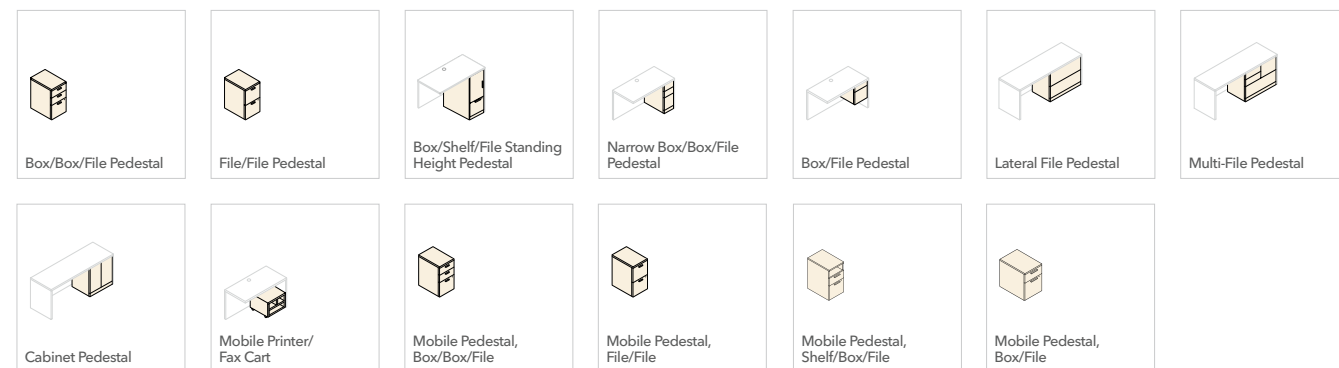 Box/Box/File Pedestal
File/File Pedestal
Box/Shelf/File Standing
Height Pedestal
Narrow Box/Box/File
Pedestal
Box/File Pedestal
Lateral File Pedestal
Multi-File Pedestal
Cabinet Pedestal
Mobile Printer/
Fax Cart
Mobile Pedestal,
Box/Box/File
Mobile Pedestal,
File/File
Mobile Pedestal,
Shelf/Box/File
Mobile Pedestal,
Box/File